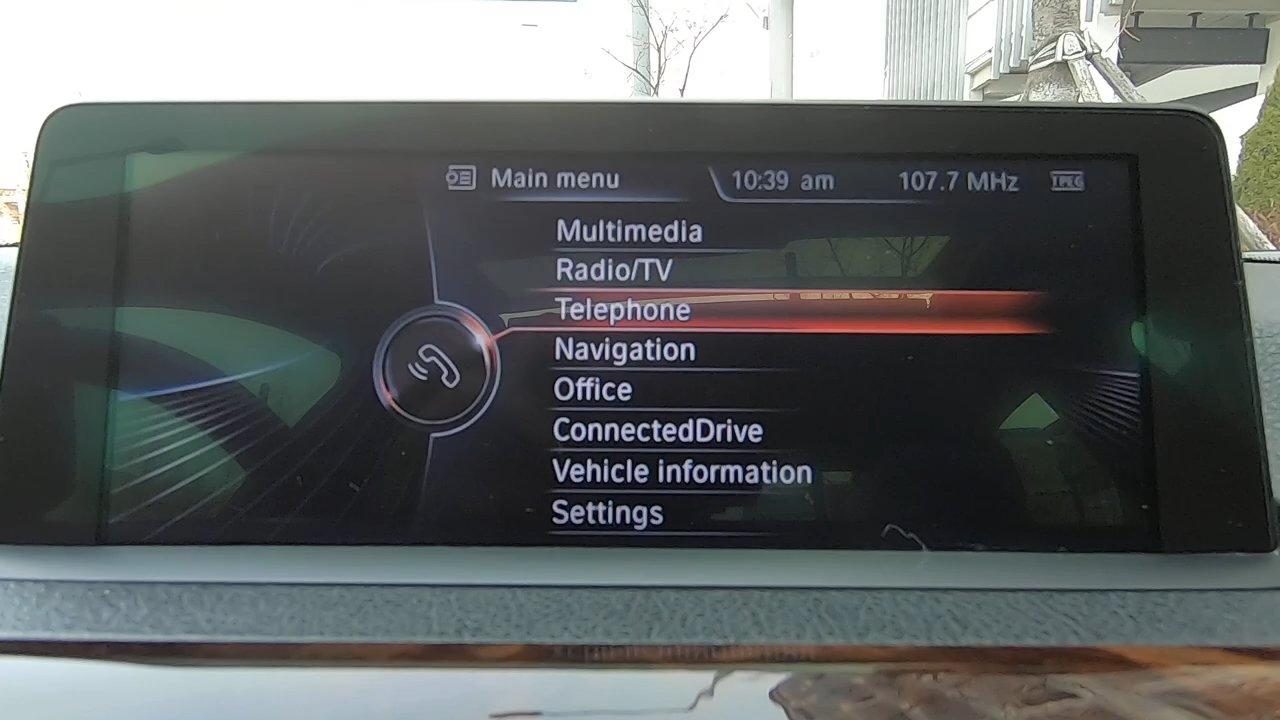 Main menu 10:39 am 107.7 MHz TPEG
Multimedia
Radio/TV
Telephone
Navigation
Office
ConnectedDrive
Vehicle information
Settings